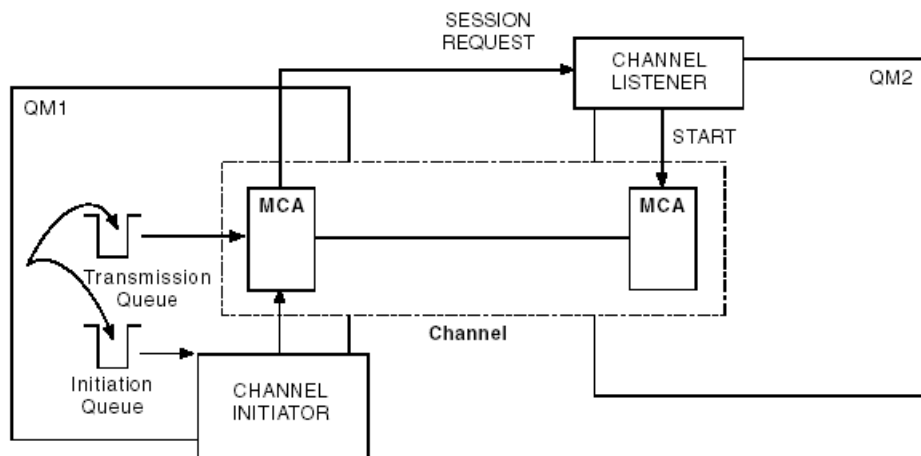 SESSION
REQUEST
CHANNEL
LISTENER
QM1
QM2
START
MCA
MCA
Transmission
Queue
Channel
Initiation
Queue
CHANNEL
INITIATOR